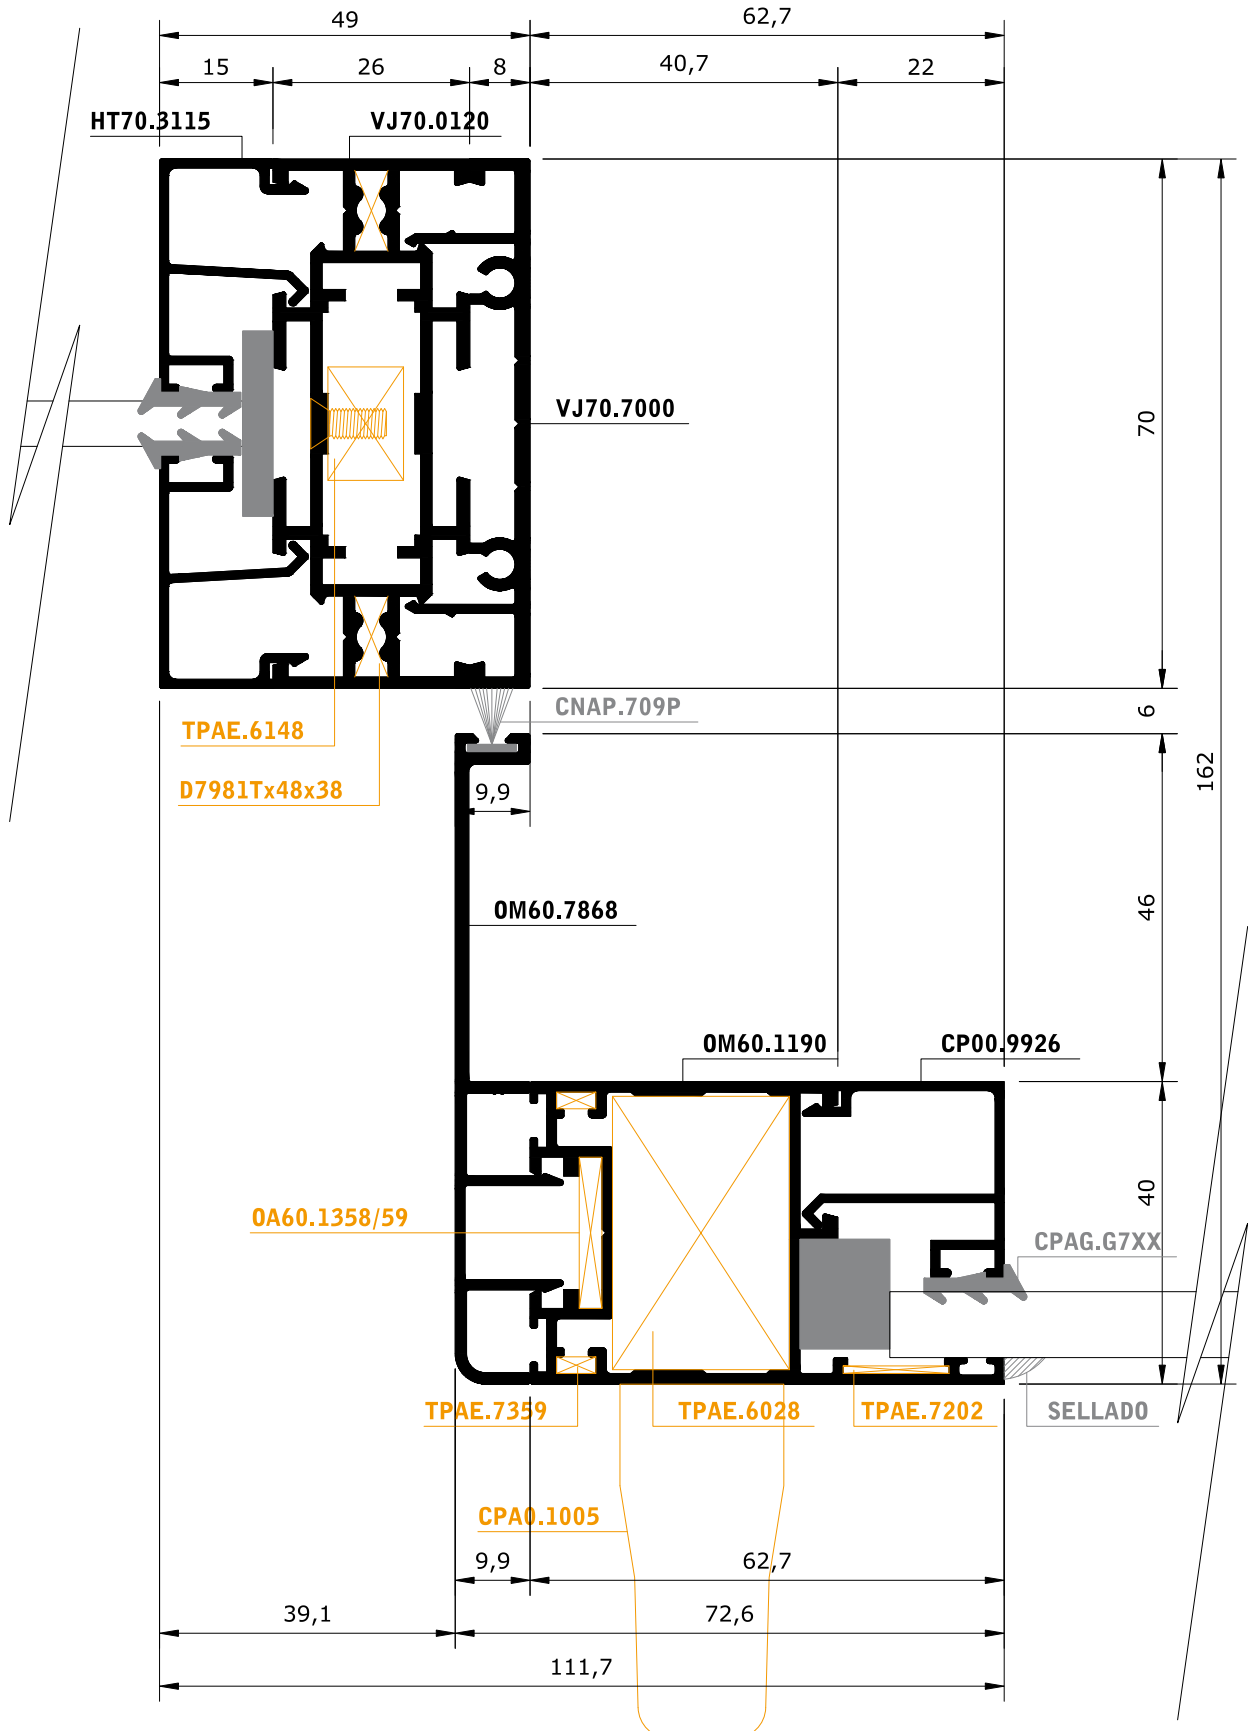 49
62,7
15
26
8
40,7
22
HT70.3115
VJ70.0120
VJ70.7000
70
CNAP.709P
6
TPAE.6148
162
D7981Tx48x38
9,9
46
OM60.7868
OM60.1190
CP00.9926
40
OA60.1358/59
CPAG.G7XX
TPAE.7359
TPAE.6028
TPAE.7202
SELLADO
CPA0.1005
9,9
62,7
39,1
72,6
111,7